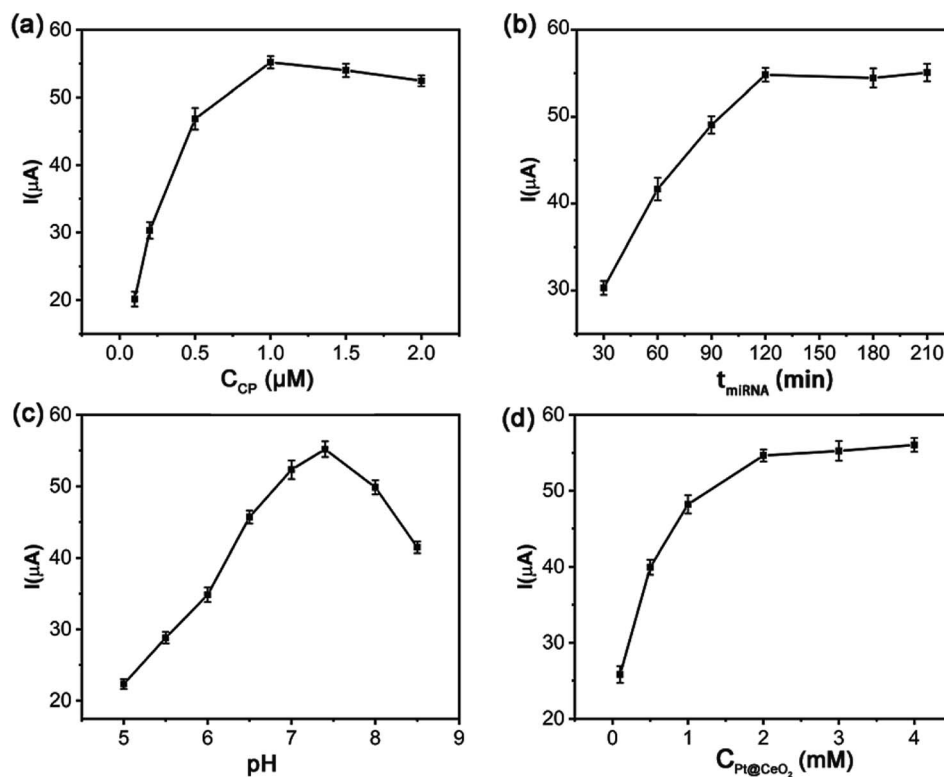 (a)
60
50
40
30
20
I(μA)
0.0 0.5 1.0 1.5 2.0
C_CP (μM)
(b)
60
50
40
30
I(μA)
30 60 90 120 150 180 210
t_miRNA (min)
(c)
60
50
40
30
20
I(μA)
5 6 7 8 9
pH
(d)
60
50
40
30
20
I(μA)
0 1 2 3 4
C_Pt@CeO₂ (mM)